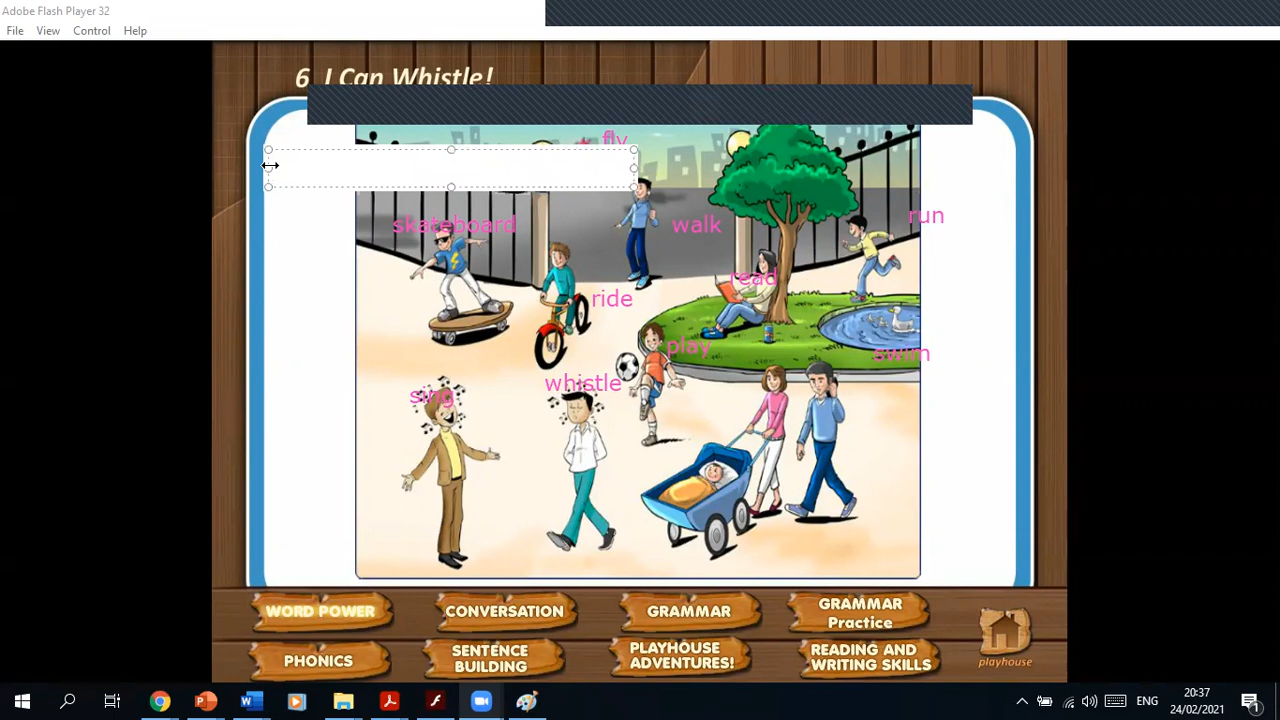 Adobe Flash Player 32
File View Control Help
6 I Can Whistle!
fly
skateboard
walk
run
read
ride
play
swim
whistle
sing
WORD POWER
CONVERSATION
GRAMMAR
GRAMMAR
Practice
PHONICS
SENTENCE
BUILDING
PLAYHOUSE
ADVENTURES!
READING AND
WRITING SKILLS
playhouse
ENG
20:37
24/02/2021
1